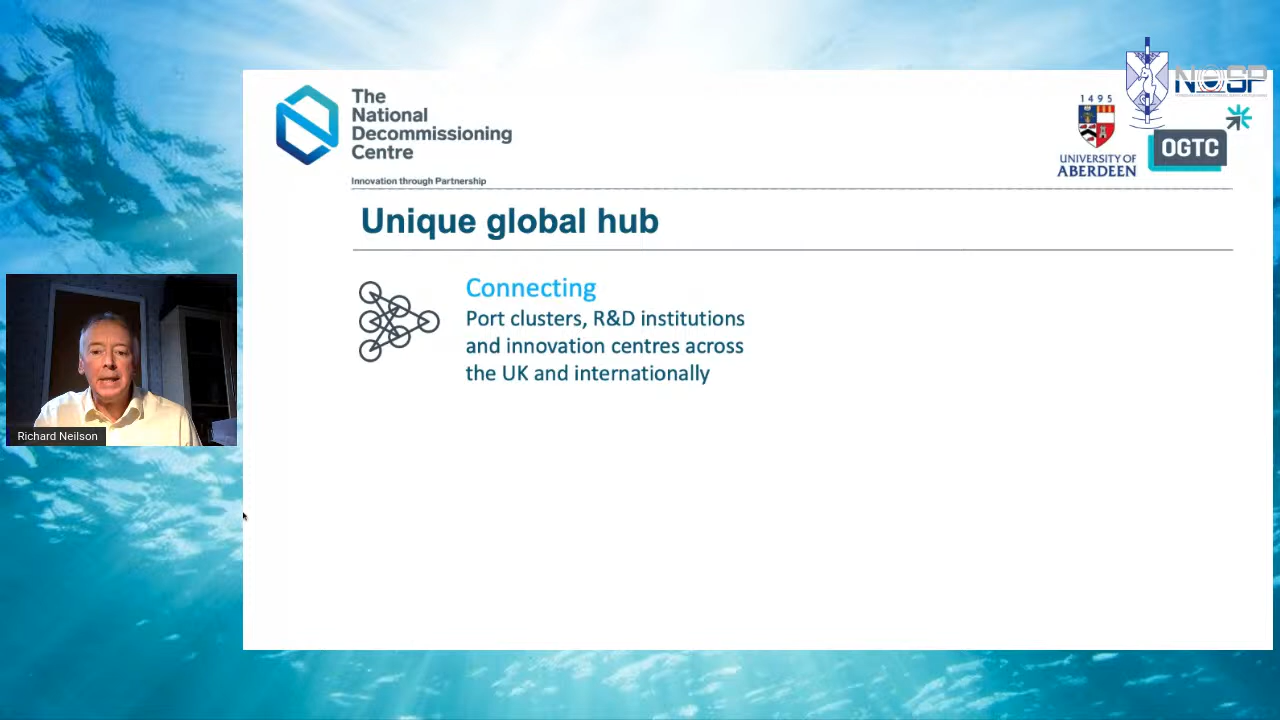 The
National
Decommissioning
Centre
Innovation through Partnership
1495
UNIVERSITY OF
ABERDEEN
OGTC
Unique global hub
Connecting
Port clusters, R&D institutions
and innovation centres across
the UK and internationally
Richard Neilson